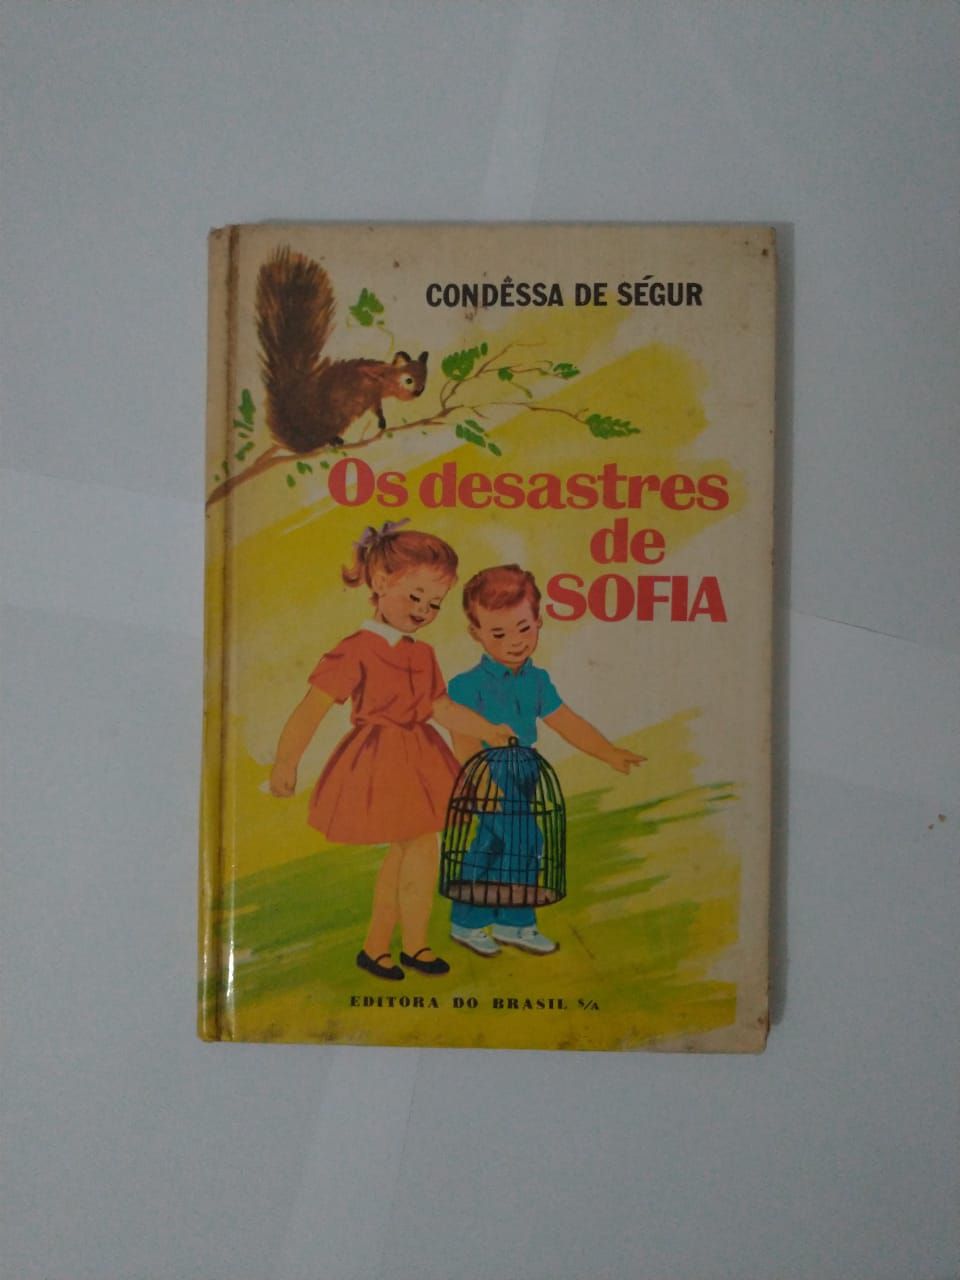 CONDÊSSA DE SÉGUR
Os desastres
de
SOFIA
EDITORA DO BRASIL S/A